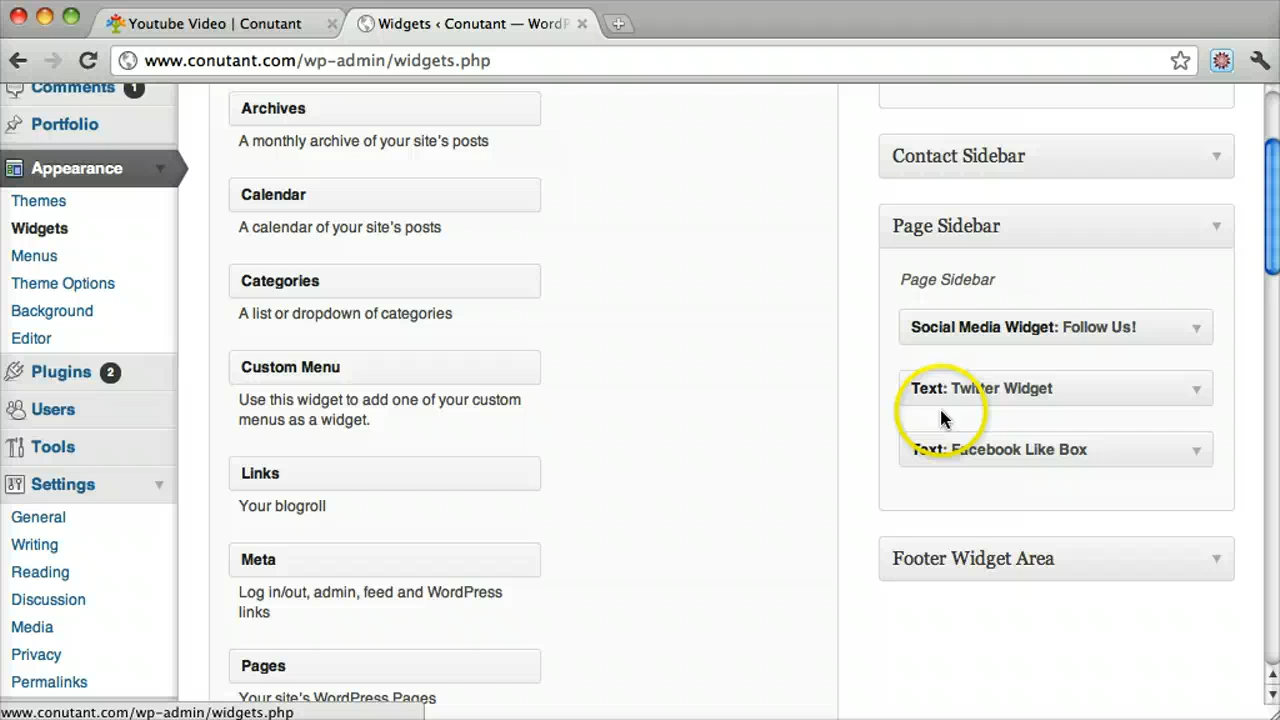 Youtube Video | Conutant
Widgets ‹ Conutant — WordP
www.conutant.com/wp-admin/widgets.php
Comments 1
Portfolio
Appearance
Themes
Widgets
Menus
Theme Options
Background
Editor
Plugins 2
Users
Tools
Settings
General
Writing
Reading
Discussion
Media
Privacy
Permalinks
Archives
A monthly archive of your site's posts
Calendar
A calendar of your site's posts
Categories
A list or dropdown of categories
Custom Menu
Use this widget to add one of your custom
menus as a widget.
Links
Your blogroll
Meta
Log in/out, admin, feed and WordPress
links
Pages
Your site's WordPress Pages
Contact Sidebar
Page Sidebar
Page Sidebar
Social Media Widget: Follow Us!
Text: Twitter Widget
Text: Facebook Like Box
Footer Widget Area
www.conutant.com/wp-admin/widgets.php